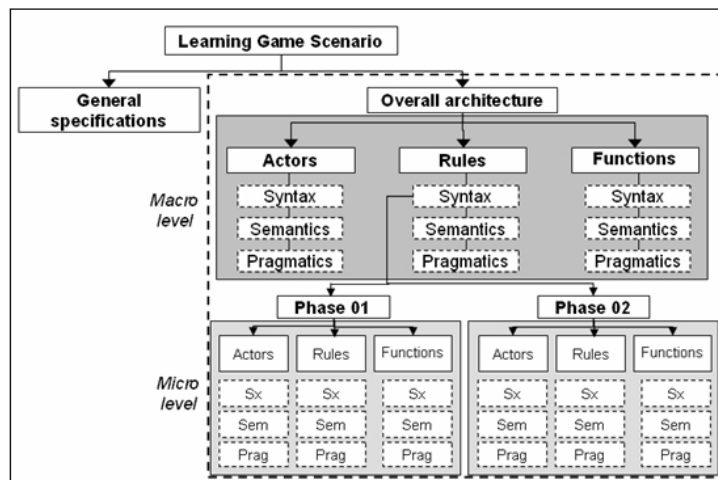 Learning Game Scenario
General
specifications
Overall architecture
Macro
level
Actors
Rules
Functions
Syntax
Syntax
Syntax
Semantics
Semantics
Semantics
Pragmatics
Pragmatics
Pragmatics
Phase 01
Phase 02
Micro
level
Actors
Rules
Functions
Sx
Sx
Sx
Sem
Sem
Sem
Prag
Prag
Prag
Actors
Rules
Functions
Sx
Sx
Sx
Sem
Sem
Sem
Prag
Prag
Prag